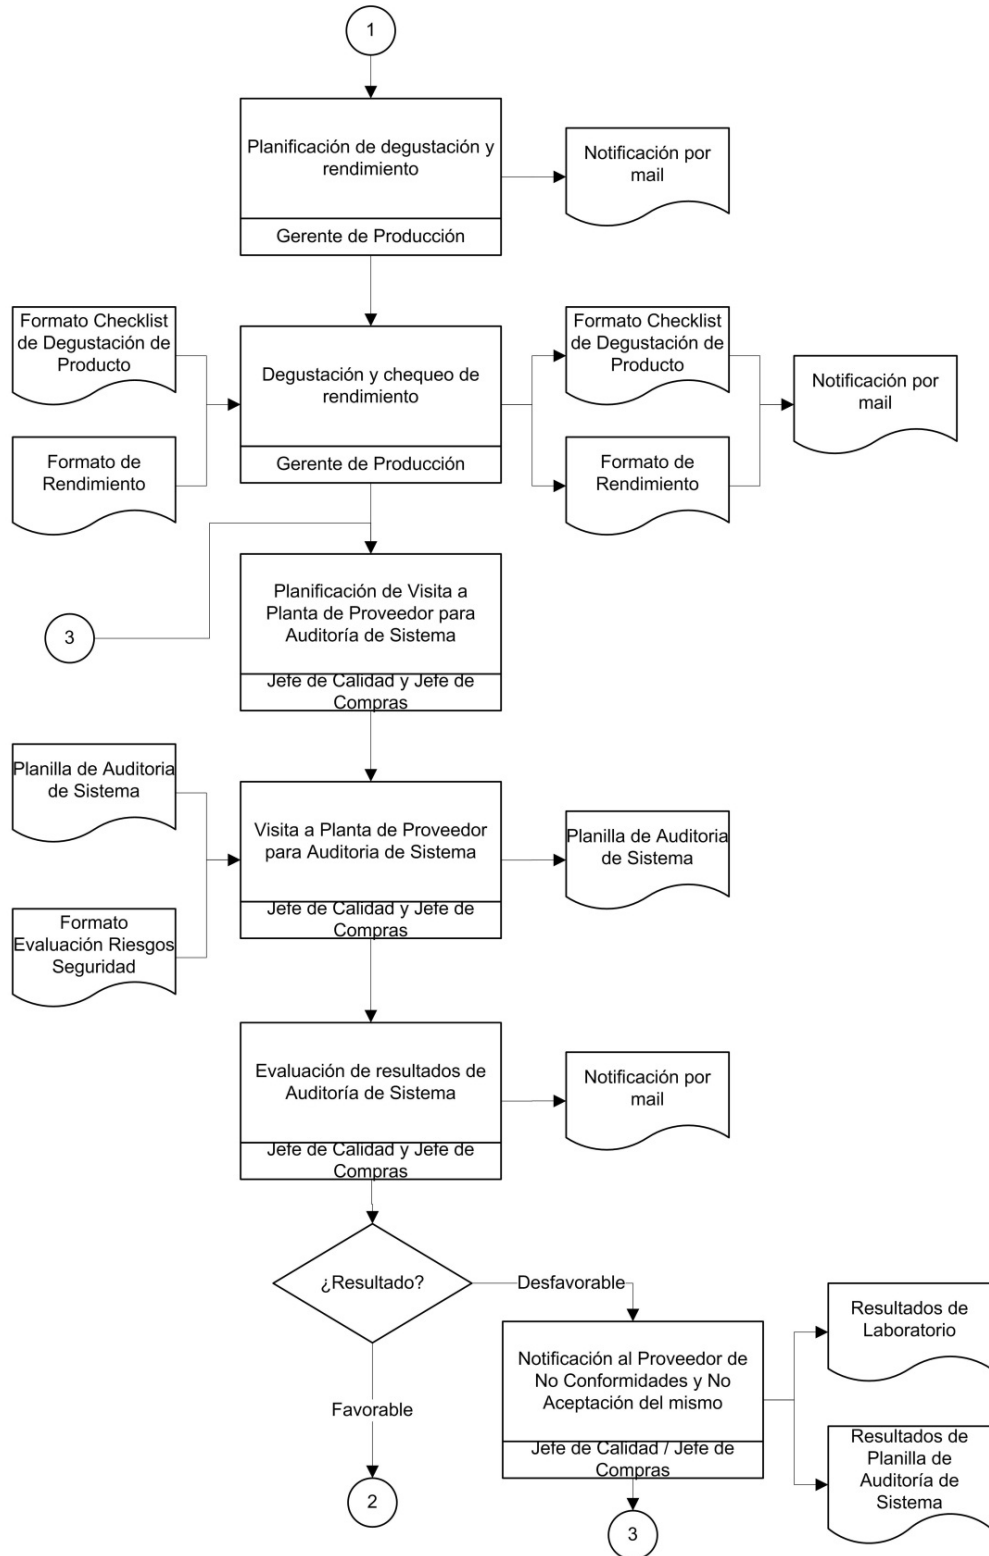 1
Planificación de degustación y
rendimiento
Gerente de Producción
Notificación por
mail
Formato Checklist
de Degustación de
Producto
Formato de
Rendimiento
Degustación y chequeo de
rendimiento
Gerente de Producción
Formato Checklist
de Degustación de
Producto
Formato de
Rendimiento
Notificación por
mail
3
Planificación de Visita a
Planta de Proveedor para
Auditoría de Sistema
Jefe de Calidad y Jefe de
Compras
Planilla de Auditoria
de Sistema
Formato
Evaluación Riesgos
Seguridad
Visita a Planta de Proveedor
para Auditoria de Sistema
Jefe de Calidad y Jefe de
Compras
Planilla de Auditoria
de Sistema
Evaluación de resultados de
Auditoría de Sistema
Jefe de Calidad y Jefe de
Compras
Notificación por
mail
¿Resultado?
Desfavorable
Favorable
2
Notificación al Proveedor de
No Conformidades y No
Aceptación del mismo
Jefe de Calidad / Jefe de
Compras
3
Resultados de
Laboratorio
Resultados de
Planilla de
Auditoría de
Sistema